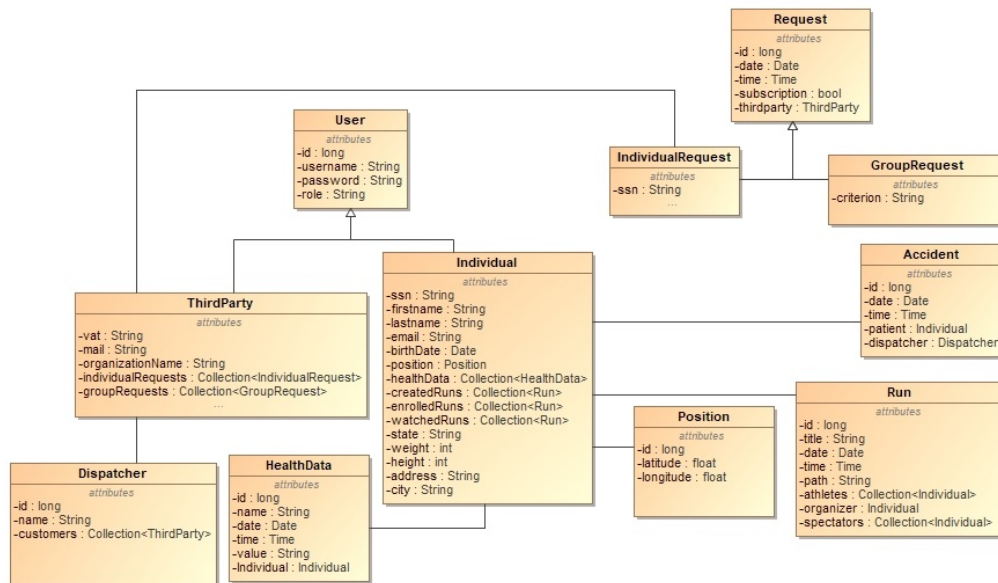 Request
attributes
-id : long
-date : Date
-time : Time
-subscription : bool
-thirdparty : ThirdParty
User
attributes
-id : long
-username : String
-password : String
-role : String
IndividualRequest
attributes
-ssn : String
...
GroupRequest
attributes
-criterion : String
ThirdParty
attributes
-vat : String
-mail : String
-organizationName : String
-individualRequests : Collection<IndividualRequest>
-groupRequests : Collection<GroupRequest>
...
Individual
attributes
-ssn : String
-firstname : String
-lastname : String
-email : String
-birthDate : Date
-position : Position
-healthData : Collection<HealthData>
-createdRuns : Collection<Run>
-enrolledRuns : Collection<Run>
-watchedRuns : Collection<Run>
-state : String
-weight : int
-height : int
-address : String
-city : String
Accident
attributes
-id : long
-date : Date
-time : Time
-patient : Individual
-dispatcher : Dispatcher
Dispatcher
attributes
-id : long
-name : String
-customers : Collection<ThirdParty>
HealthData
attributes
-id : long
-name : String
-date : Date
-time : Time
-value : String
-Individual : Individual
Position
attributes
-id : long
-latitude : float
-longitude : float
Run
attributes
-id : long
-title : String
-date : Date
-time : Time
-path : String
-athletes : Collection<Individual>
-organizer : Individual
-spectators : Collection<Individual>